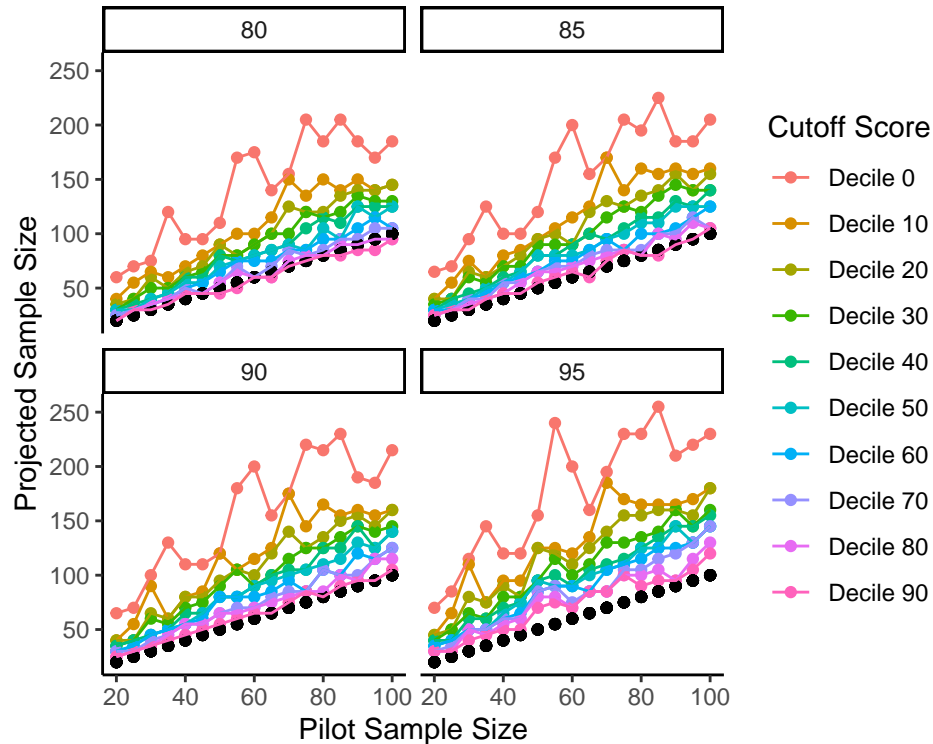 80
85
250
200
150
100
50
90
95
250
200
150
100
50
20
40
60
80
100
20
40
60
80
100
Pilot Sample Size
Projected Sample Size
Cutoff Score
Decile 0
Decile 10
Decile 20
Decile 30
Decile 40
Decile 50
Decile 60
Decile 70
Decile 80
Decile 90